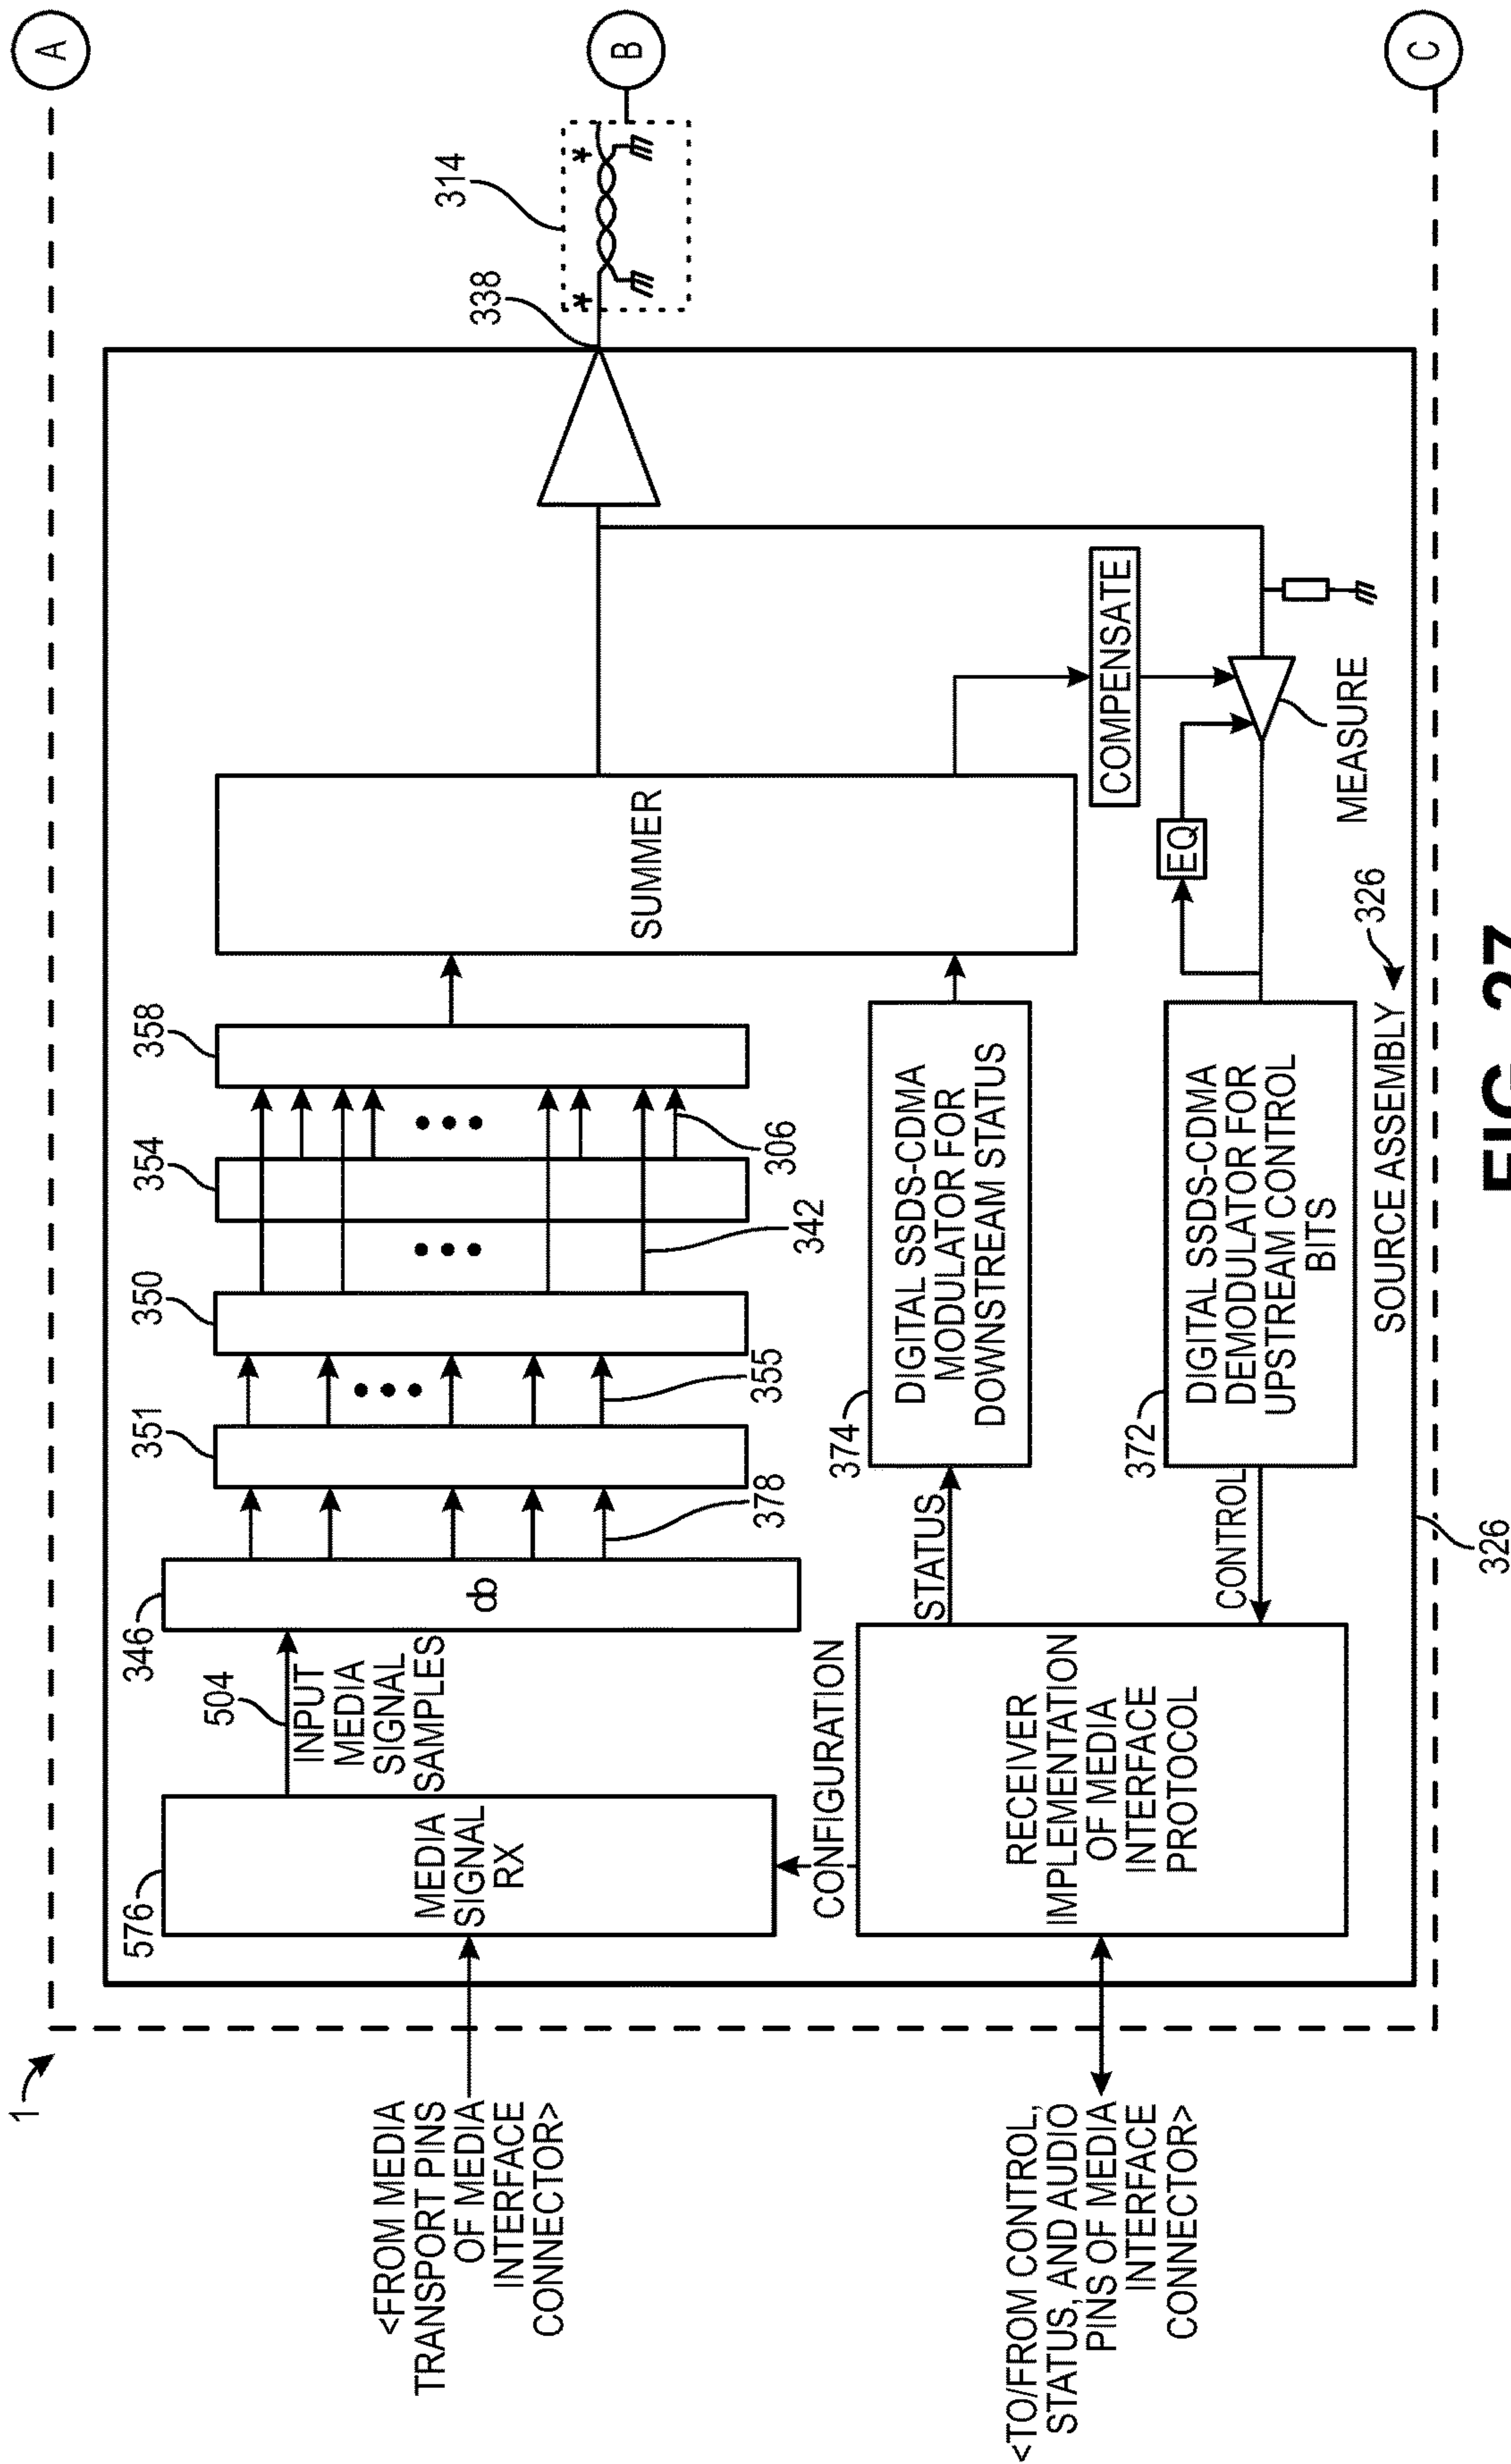 1
A
<FROM MEDIA
TRANSPORT PINS
OF MEDIA
INTERFACE
CONNECTOR>
576
MEDIA
SIGNAL
RX
504
INPUT
MEDIA
SIGNAL
SAMPLES
346
378
351
355
350
342
354
306
358
SUMMER
338
314
*
*
B
<TO/FROM CONTROL,
STATUS, AND AUDIO
PINS OF MEDIA
INTERFACE
CONNECTOR>
CONFIGURATION
RECEIVER
IMPLEMENTATION
OF MEDIA
INTERFACE
PROTOCOL
STATUS
374
DIGITAL SSDS-CDMA
MODULATOR FOR
DOWNSTREAM STATUS
CONTROL
372
DIGITAL SSDS-CDMA
DEMODULATOR FOR
UPSTREAM CONTROL
BITS
EQ
COMPENSATE
MEASURE
SOURCE ASSEMBLY
326
326
C
FIG. 27